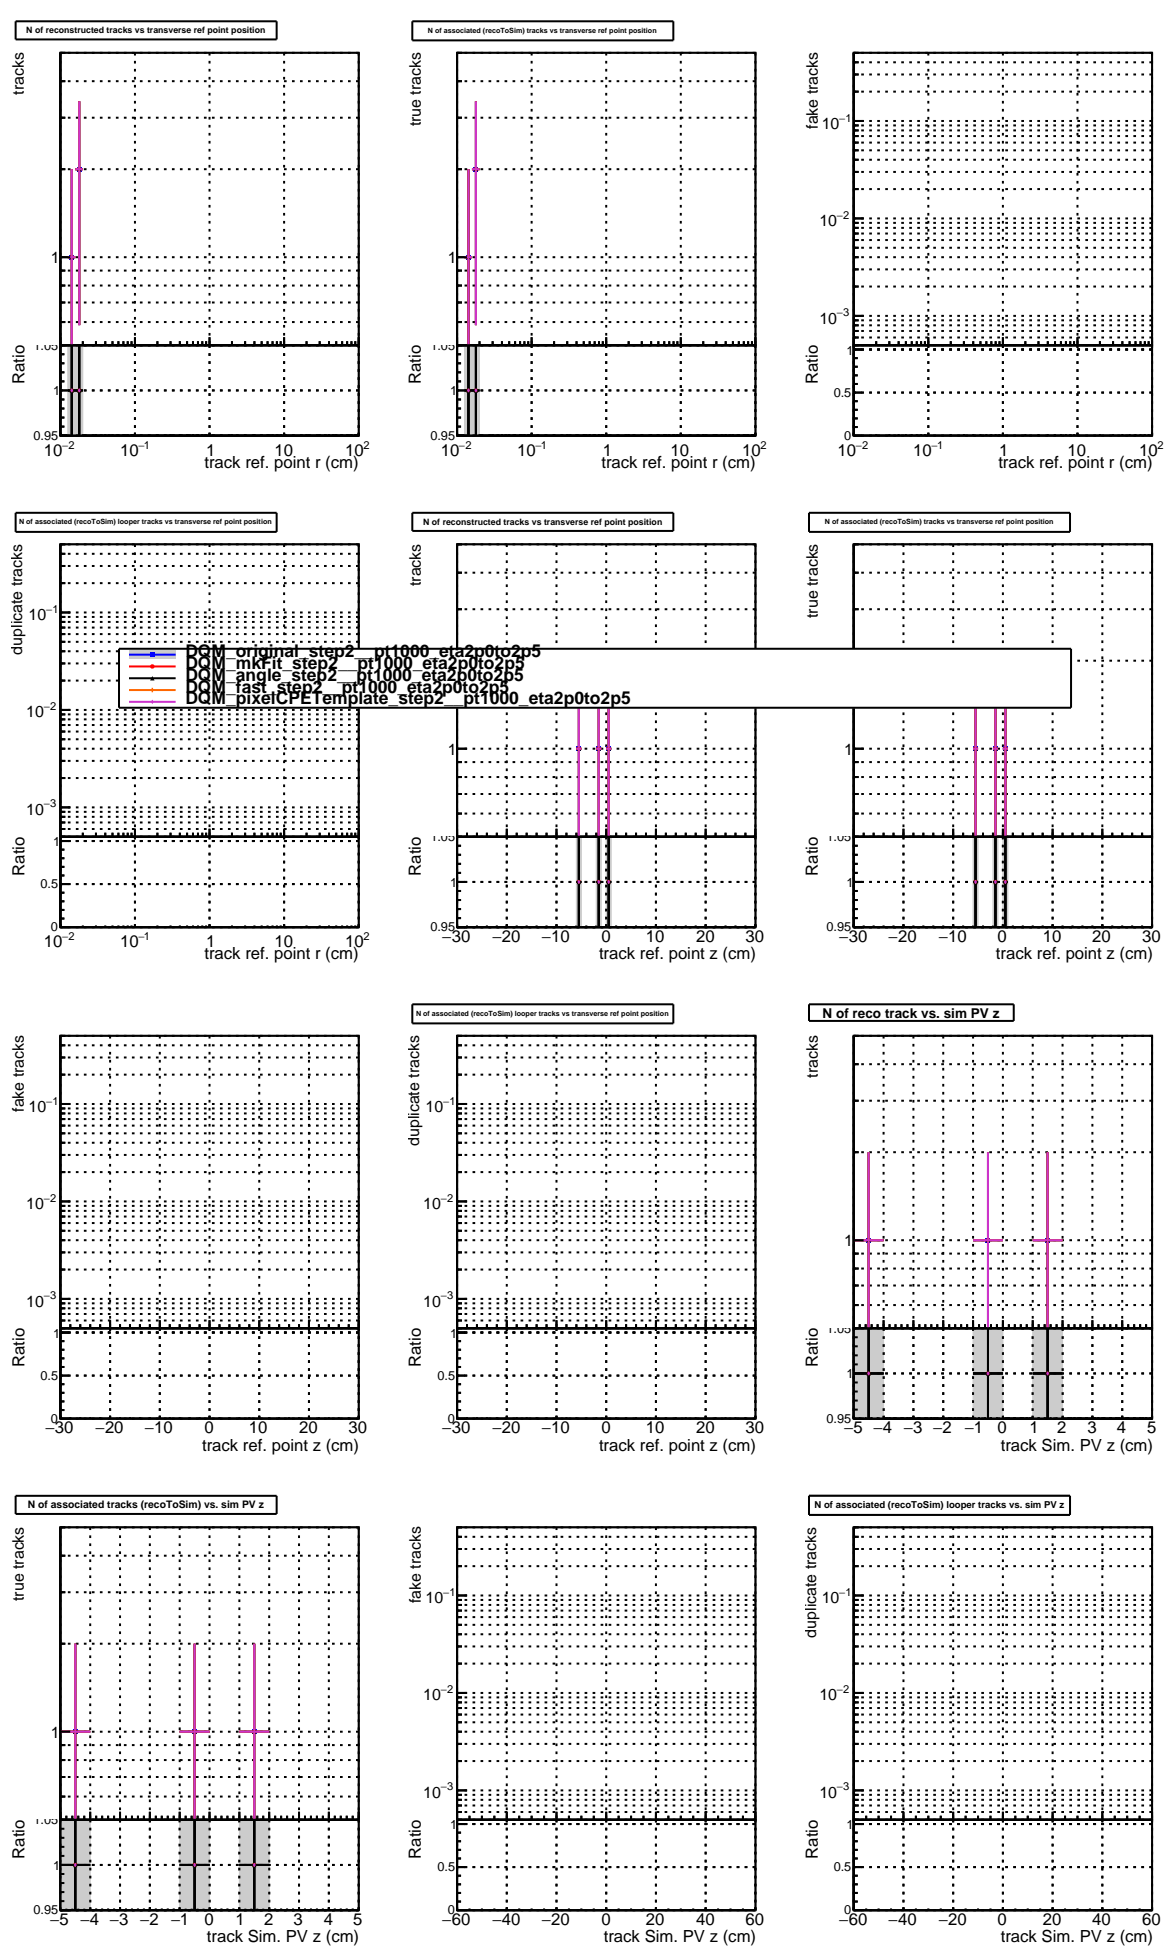 N of reconstructed tracks vs transverse ref point position
tracks
1
1.05
Ratio
1
0.95
10−2 10−1 1 10 102
track ref. point r (cm)
N of associated (recoToSim) tracks vs transverse ref point position
true tracks
1
1.05
Ratio
1
0.95
10−2 10−1 1 10 102
track ref. point r (cm)
fake tracks
10−1
10−2
10−3
Ratio
1
0.5
0
10−2 10−1 1 10 102
track ref. point r (cm)
N of associated (recoToSim) looper tracks vs transverse ref point position
duplicate tracks
10−1
10−2
10−3
Ratio
1
0.5
0
10−2 10−1 1 10 102
track ref. point r (cm)
N of reconstructed tracks vs transverse ref point position
tracks
1
1.05
Ratio
1
0.95
−30 −20 −10 0 10 20 30
track ref. point z (cm)
N of associated (recoToSim) tracks vs transverse ref point position
true tracks
1
1.05
Ratio
1
0.95
−30 −20 −10 0 10 20 30
track ref. point z (cm)
DQM_original_step2__pt1000_eta2p0to2p5
DQM_mkFit_step2__pt1000_eta2p0to2p5
DQM_angle_step2__pt1000_eta2p0to2p5
DQM_fast_step2__pt1000_eta2p0to2p5
DQM_pixelCPETemplate_step2__pt1000_eta2p0to2p5
fake tracks
10−1
10−2
10−3
Ratio
1
0.5
0
−30 −20 −10 0 10 20 30
track ref. point z (cm)
N of associated (recoToSim) looper tracks vs transverse ref point position
duplicate tracks
10−1
10−2
10−3
Ratio
1
0.5
0
−30 −20 −10 0 10 20 30
track ref. point z (cm)
N of reco track vs. sim PV z
tracks
1
1.05
Ratio
1
0.95
−5 −4 −3 −2 −1 0 1 2 3 4 5
track Sim. PV z (cm)
N of associated tracks (recoToSim) vs. sim PV z
true tracks
1
1.05
Ratio
1
0.95
−5 −4 −3 −2 −1 0 1 2 3 4 5
track Sim. PV z (cm)
fake tracks
10−1
10−2
10−3
Ratio
1
0.5
0
−60 −40 −20 0 20 40 60
track Sim. PV z (cm)
N of associated (recoToSim) looper tracks vs. sim PV z
duplicate tracks
10−1
10−2
10−3
Ratio
1
0.5
0
−60 −40 −20 0 20 40 60
track Sim. PV z (cm)